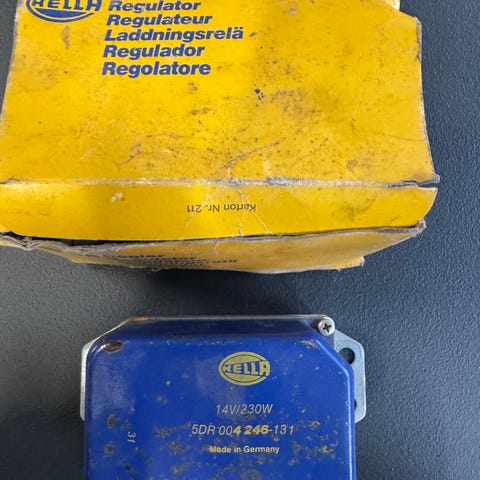 HELLA
Regulator
Regulateur
Laddningsrelä
Regulador
Regolatore
Karton Nr. 211
HELLA
14V/230W
5DR 004 246-131
31
Made in Germany